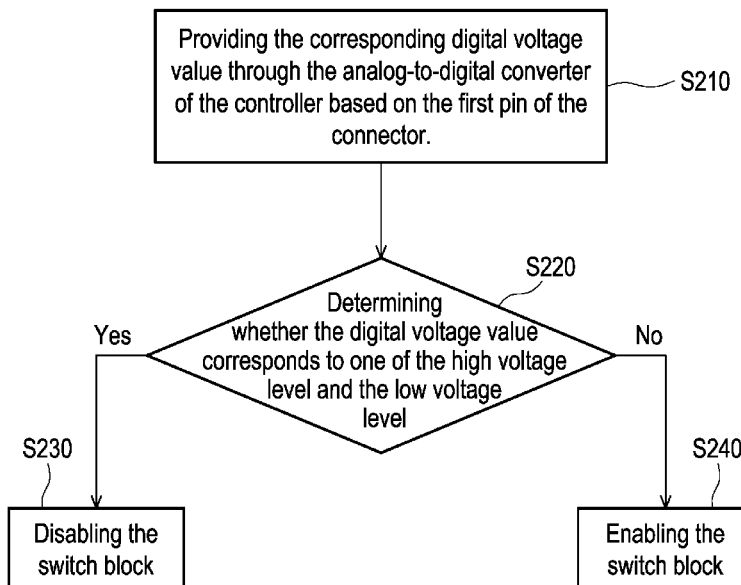 Providing the corresponding digital voltage
value through the analog-to-digital converter
of the controller based on the first pin of the
connector.
S210
S220
Determining
whether the digital voltage value
corresponds to one of the high voltage
level and the low voltage
level
Yes
No
S230
S240
Disabling the
switch block
Enabling the
switch block